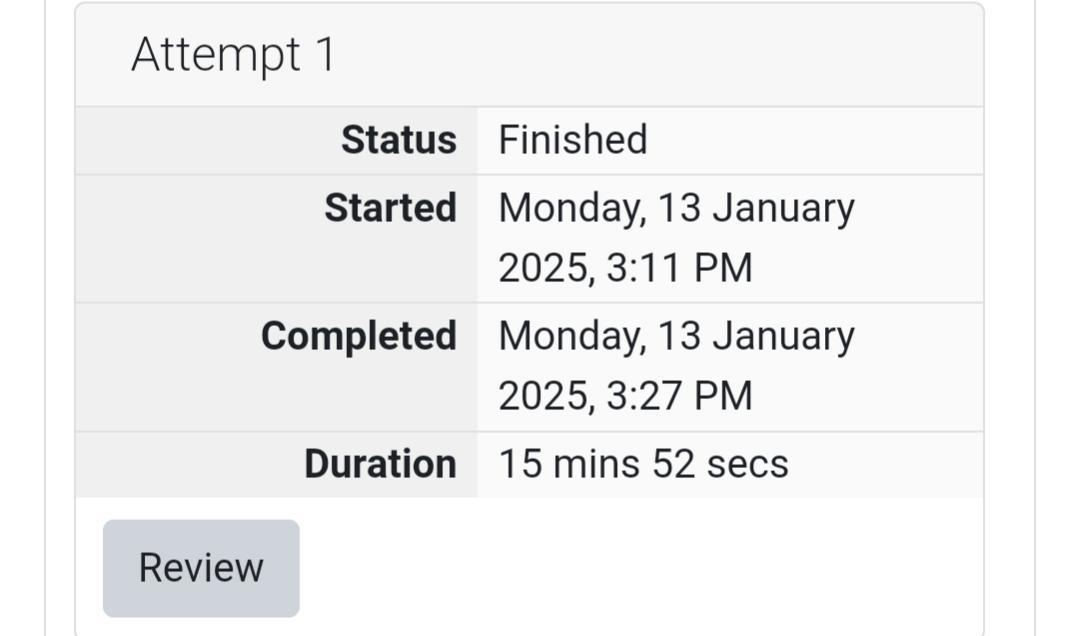 Attempt 1
Status Finished
Started Monday, 13 January
2025, 3:11 PM
Completed Monday, 13 January
2025, 3:27 PM
Duration 15 mins 52 secs
Review